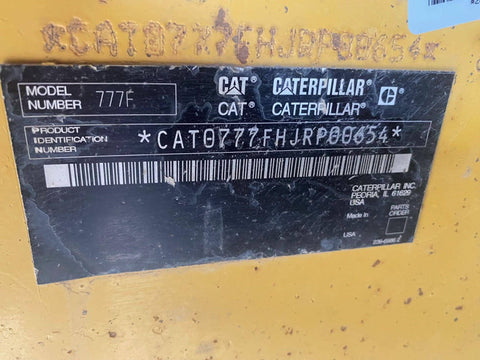 *CAT0777FHJRP00654*
MODEL NUMBER 777F
CAT CATERPILLAR C
CAT® CATERPILLAR®
PRODUCT
IDENTIFICATION
NUMBER
*CAT0777FHJRP00654*
CATERPILLAR INC.
PEORIA, IL 61629
USA
MADE IN
PARTS
ORDER
USA